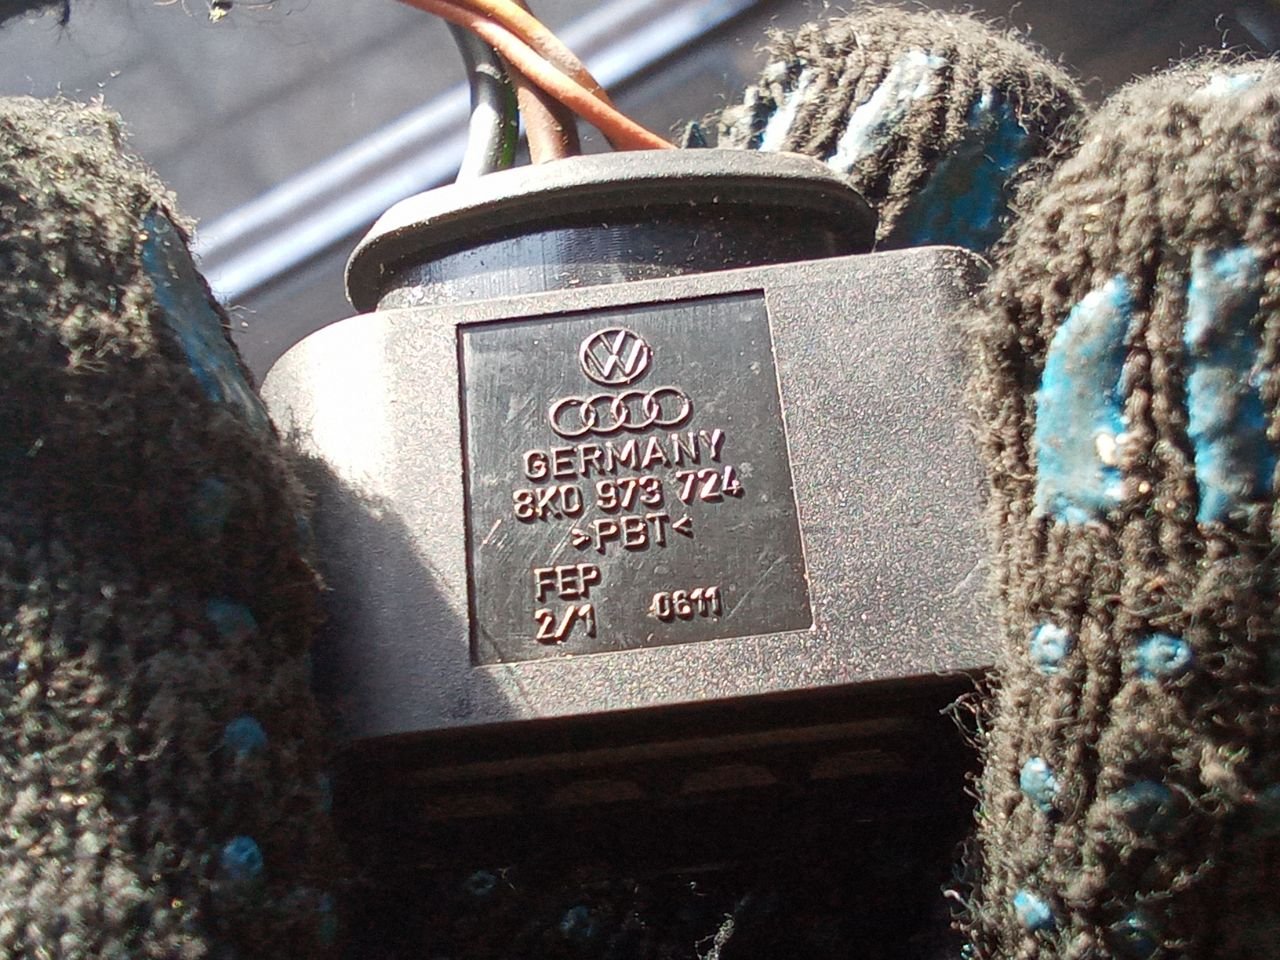 GERMANY
8K0 973 724
>PBT<
FEP
2/1 0611